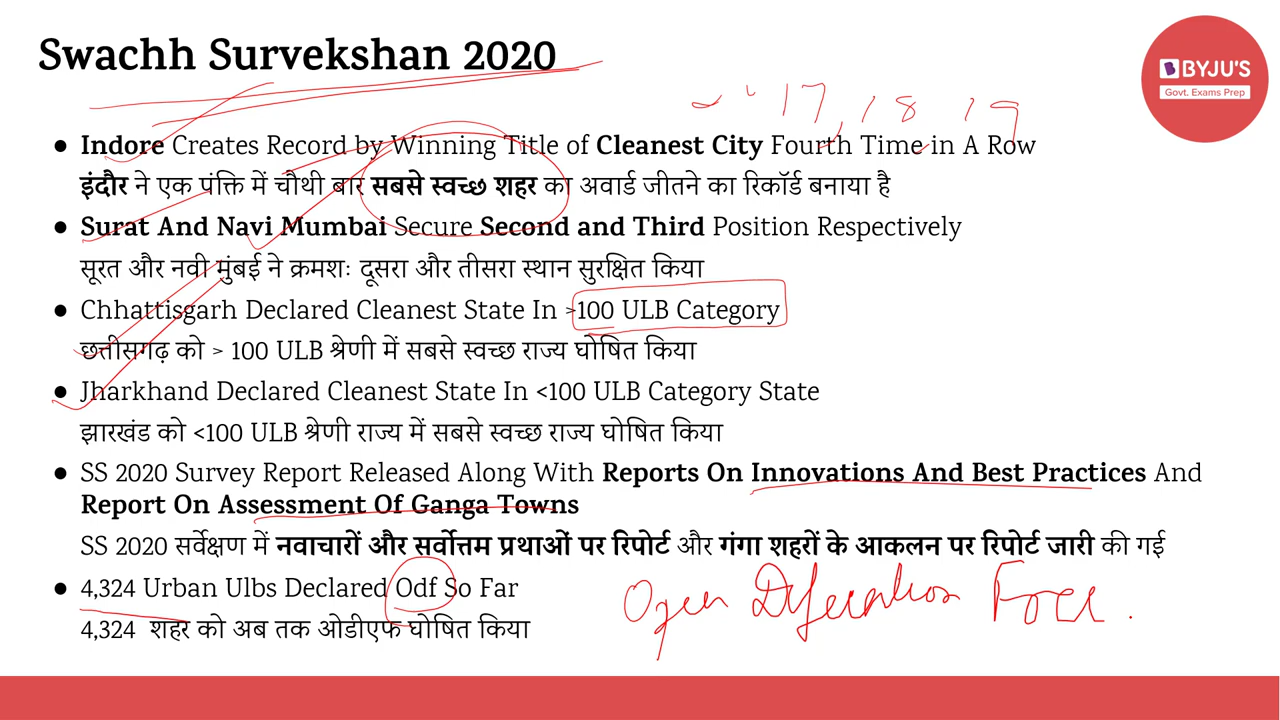 Swachh Survekshan 2020
BYJU'S
Govt. Exams Prep
17, 18 19
● Indore Creates Record by Winning Title of Cleanest City Fourth Time in A Row
इंदौर ने एक पंक्ति में चौथी बार सबसे स्वच्छ शहर का अवार्ड जीतने का रिकॉर्ड बनाया है
● Surat And Navi Mumbai Secure Second and Third Position Respectively
सूरत और नवी मुंबई ने क्रमशः दूसरा और तीसरा स्थान सुरक्षित किया
● Chhattisgarh Declared Cleanest State In >100 ULB Category
छत्तीसगढ़ को > 100 ULB श्रेणी में सबसे स्वच्छ राज्य घोषित किया
● Jharkhand Declared Cleanest State In <100 ULB Category State
झारखंड को <100 ULB श्रेणी राज्य में सबसे स्वच्छ राज्य घोषित किया
● SS 2020 Survey Report Released Along With Reports On Innovations And Best Practices And
Report On Assessment Of Ganga Towns
SS 2020 सर्वेक्षण में नवाचारों और सर्वोत्तम प्रथाओं पर रिपोर्ट और गंगा शहरों के आकलन पर रिपोर्ट जारी की गई
● 4,324 Urban Ulbs Declared Odf So Far
Open Defecation Free.
4,324 शहर को अब तक ओडीएफ घोषित किया